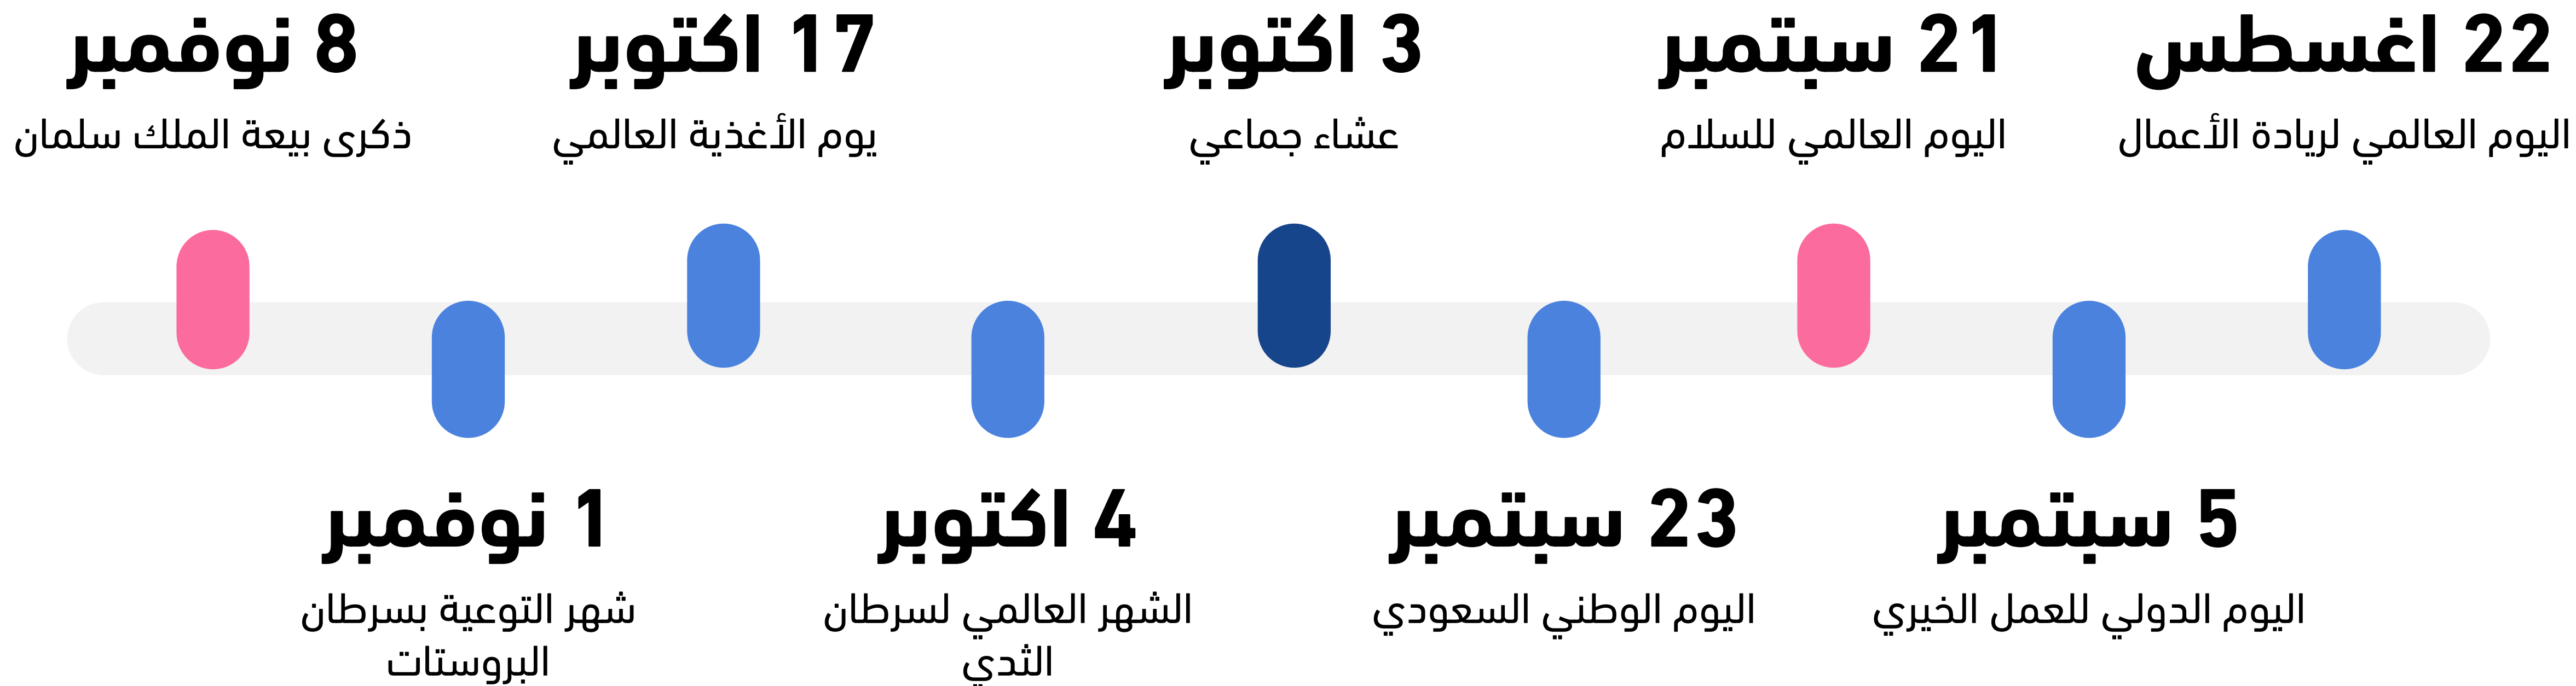 22 اغسطس
اليوم العالمي لريادة الأعمال
5 سبتمبر
اليوم الدولي للعمل الخيري
21 سبتمبر
اليوم العالمي للسلام
23 سبتمبر
اليوم الوطني السعودي
3 اكتوبر
عشاء جماعي
4 اكتوبر
الشهر العالمي لسرطان
الثدي
17 اكتوبر
يوم الأغذية العالمي
1 نوفمبر
شهر التوعية بسرطان
البروستات
8 نوفمبر
ذكرى بيعة الملك سلمان